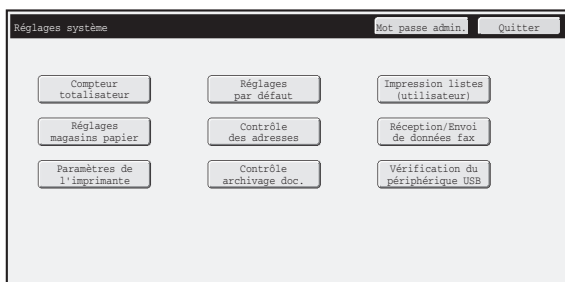 Réglages système
Mot passe admin.
Quitter
Compteur
totalisateur
Réglages
par défaut
Impression listes
(utilisateur)
Réglages
magasins papier
Contrôle
des adresses
Réception/Envoi
de données fax
Paramètres de
l'imprimante
Contrôle
archivage doc.
Vérification du
périphérique USB